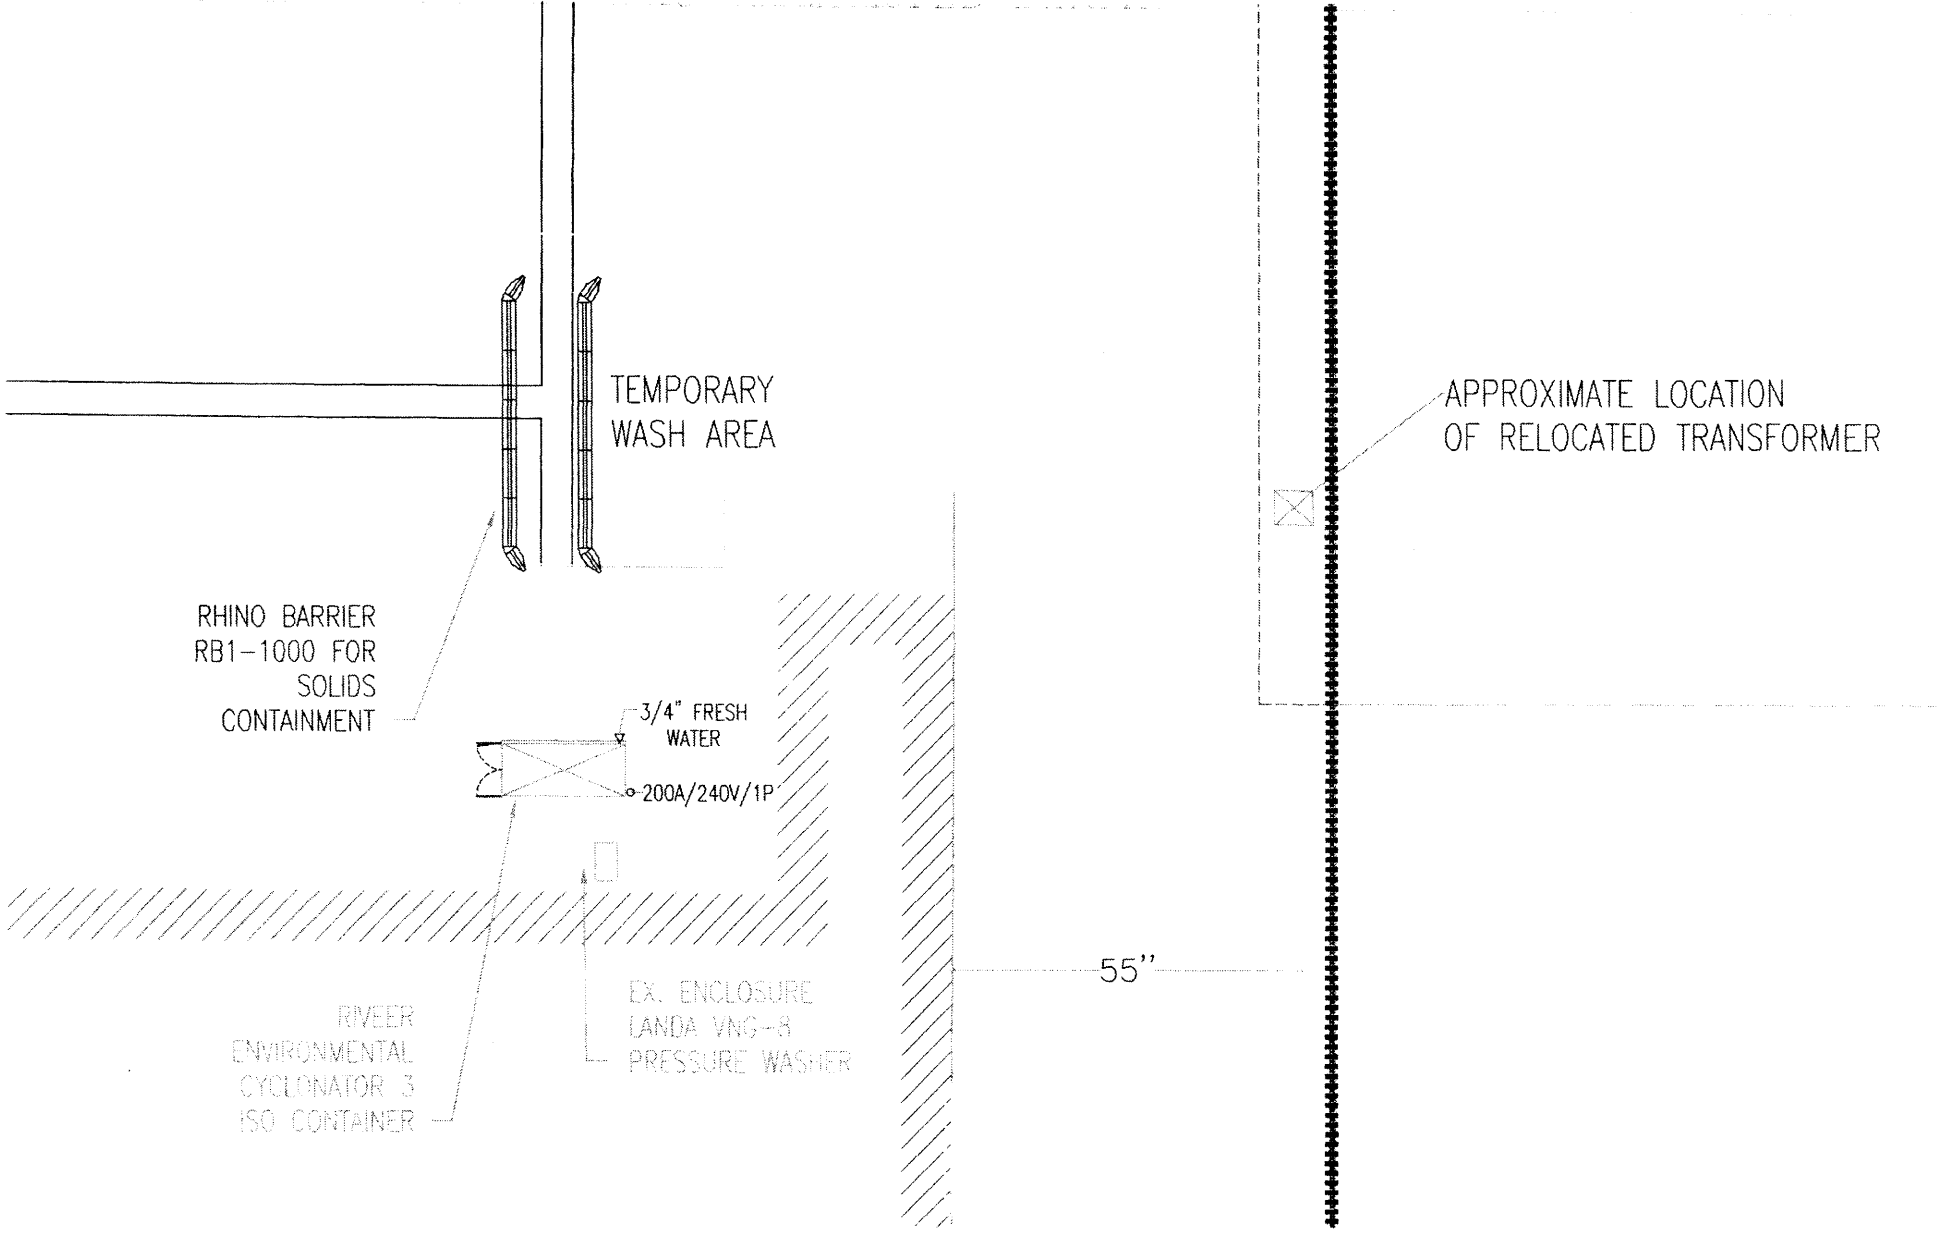 TEMPORARY
WASH AREA
APPROXIMATE LOCATION
OF RELOCATED TRANSFORMER
RHINO BARRIER
RB1-1000 FOR
SOLIDS
CONTAINMENT
3/4" FRESH
WATER
200A/240V/1P
55''
RIVEER
ENVIRONMENTAL
CYCLONATOR 3
ISO CONTAINER
EX. ENCLOSURE
LANDA VNG-8
PRESSURE WASHER